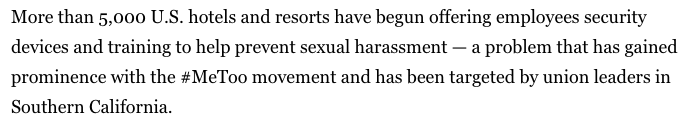 More than 5,000 U.S. hotels and resorts have begun offering employees security
devices and training to help prevent sexual harassment — a problem that has gained
prominence with the #MeToo movement and has been targeted by union leaders in
Southern California.